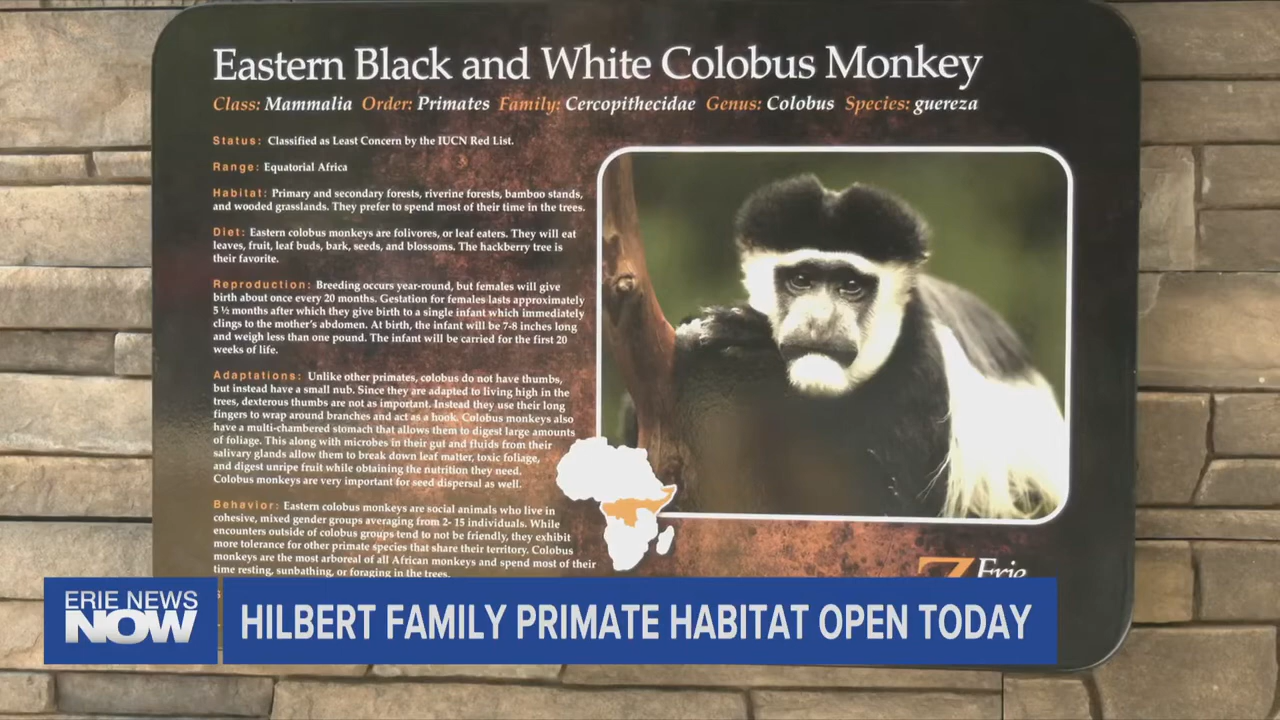 Eastern Black and White Colobus Monkey
Class: Mammalia Order: Primates Family: Cercopithecidae Genus: Colobus Species: guereza
Status: Classified as Least Concern by the IUCN Red List.
Range: Equatorial Africa
Habitat: Primary and secondary forests, riverine forests, bamboo stands,
and wooded grasslands. They prefer to spend most of their time in the trees.
Diet: Eastern colobus monkeys are folivores, or leaf eaters. They will eat
leaves, fruit, leaf buds, bark, seeds, and blossoms. The hackberry tree is
their favorite.
Reproduction: Breeding occurs year-round, but females will give
birth about once every 20 months. Gestation for females lasts approximately
5 ½ months after which they give birth to a single infant which immediately
clings to the mother's abdomen. At birth, the infant will be 7-8 inches long
and weigh less than one pound. The infant will be carried for the first 20
weeks of life.
Adaptations: Unlike other primates, colobus do not have thumbs,
but instead have a small nub. Since they are adapted to living high in the
trees, dexterous thumbs are not as important. Instead they use their long
fingers to wrap around branches and act as a hook. Colobus monkeys also
have a multi-chambered stomach that allows them to digest large amounts
of foliage. This along with microbes in their gut and fluids from their
salivary glands allow them to break down leaf matter, toxic foliage,
and digest unripe fruit while obtaining the nutrition they need.
Colobus monkeys are very important for seed dispersal as well.
Behavior: Eastern colobus monkeys are social animals who live in
cohesive, mixed gender groups averaging from 2- 15 individuals. While
encounters outside of colobus groups tend to not be friendly, they exhibit
more tolerance for other primate species that share their territory. Colobus
monkeys are the most arboreal of all African monkeys and spend most of their
time resting, sunbathing, or foraging in the trees.
Erie
ERIE NEWS
NOW
HILBERT FAMILY PRIMATE HABITAT OPEN TODAY